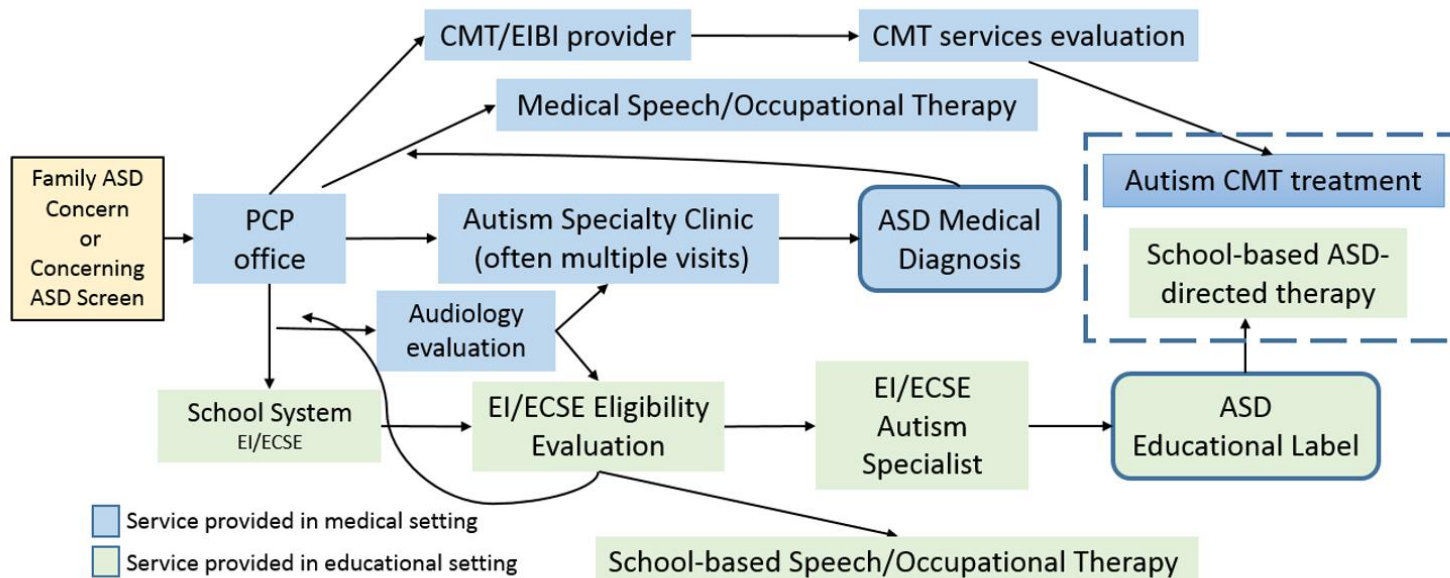 CMT/EIBI provider
CMT services evaluation
Medical Speech/Occupational Therapy
Family ASD
Concern
or
Concerning
ASD Screen
PCP
office
Autism Specialty Clinic
(often multiple visits)
ASD Medical
Diagnosis
Autism CMT treatment
School-based ASD-
directed therapy
Audiology
evaluation
School System
EI/ECSE
EI/ECSE Eligibility
Evaluation
EI/ECSE
Autism
Specialist
ASD
Educational Label
School-based Speech/Occupational Therapy
Service provided in medical setting
Service provided in educational setting